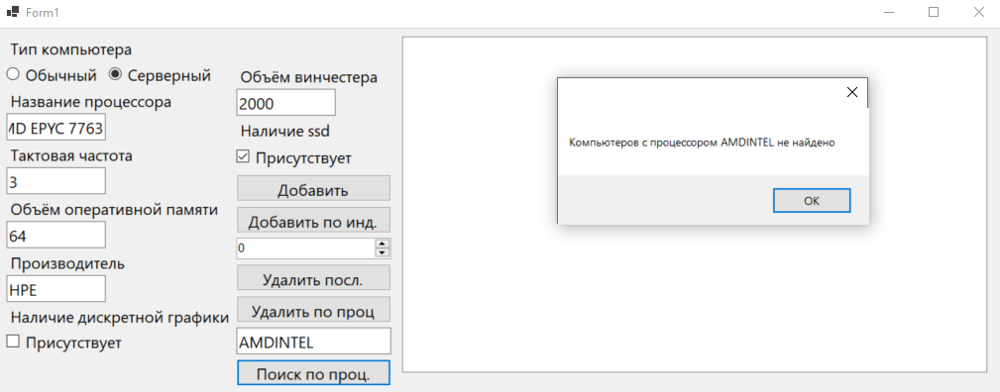 Form1
Тип компьютера
Обычный Серверный
Название процессора
MD EPYC 7763
Тактовая частота
3
Объём оперативной памяти
64
Производитель
HPE
Наличие дискретной графики
Присутствует
Объём винчестера
2000
Наличие ssd
Присутствует
Добавить
Добавить по инд.
0
Удалить посл.
Удалить по проц
AMDINTEL
Поиск по проц.
Компьютеров с процессором AMDINTEL не найдено
OK